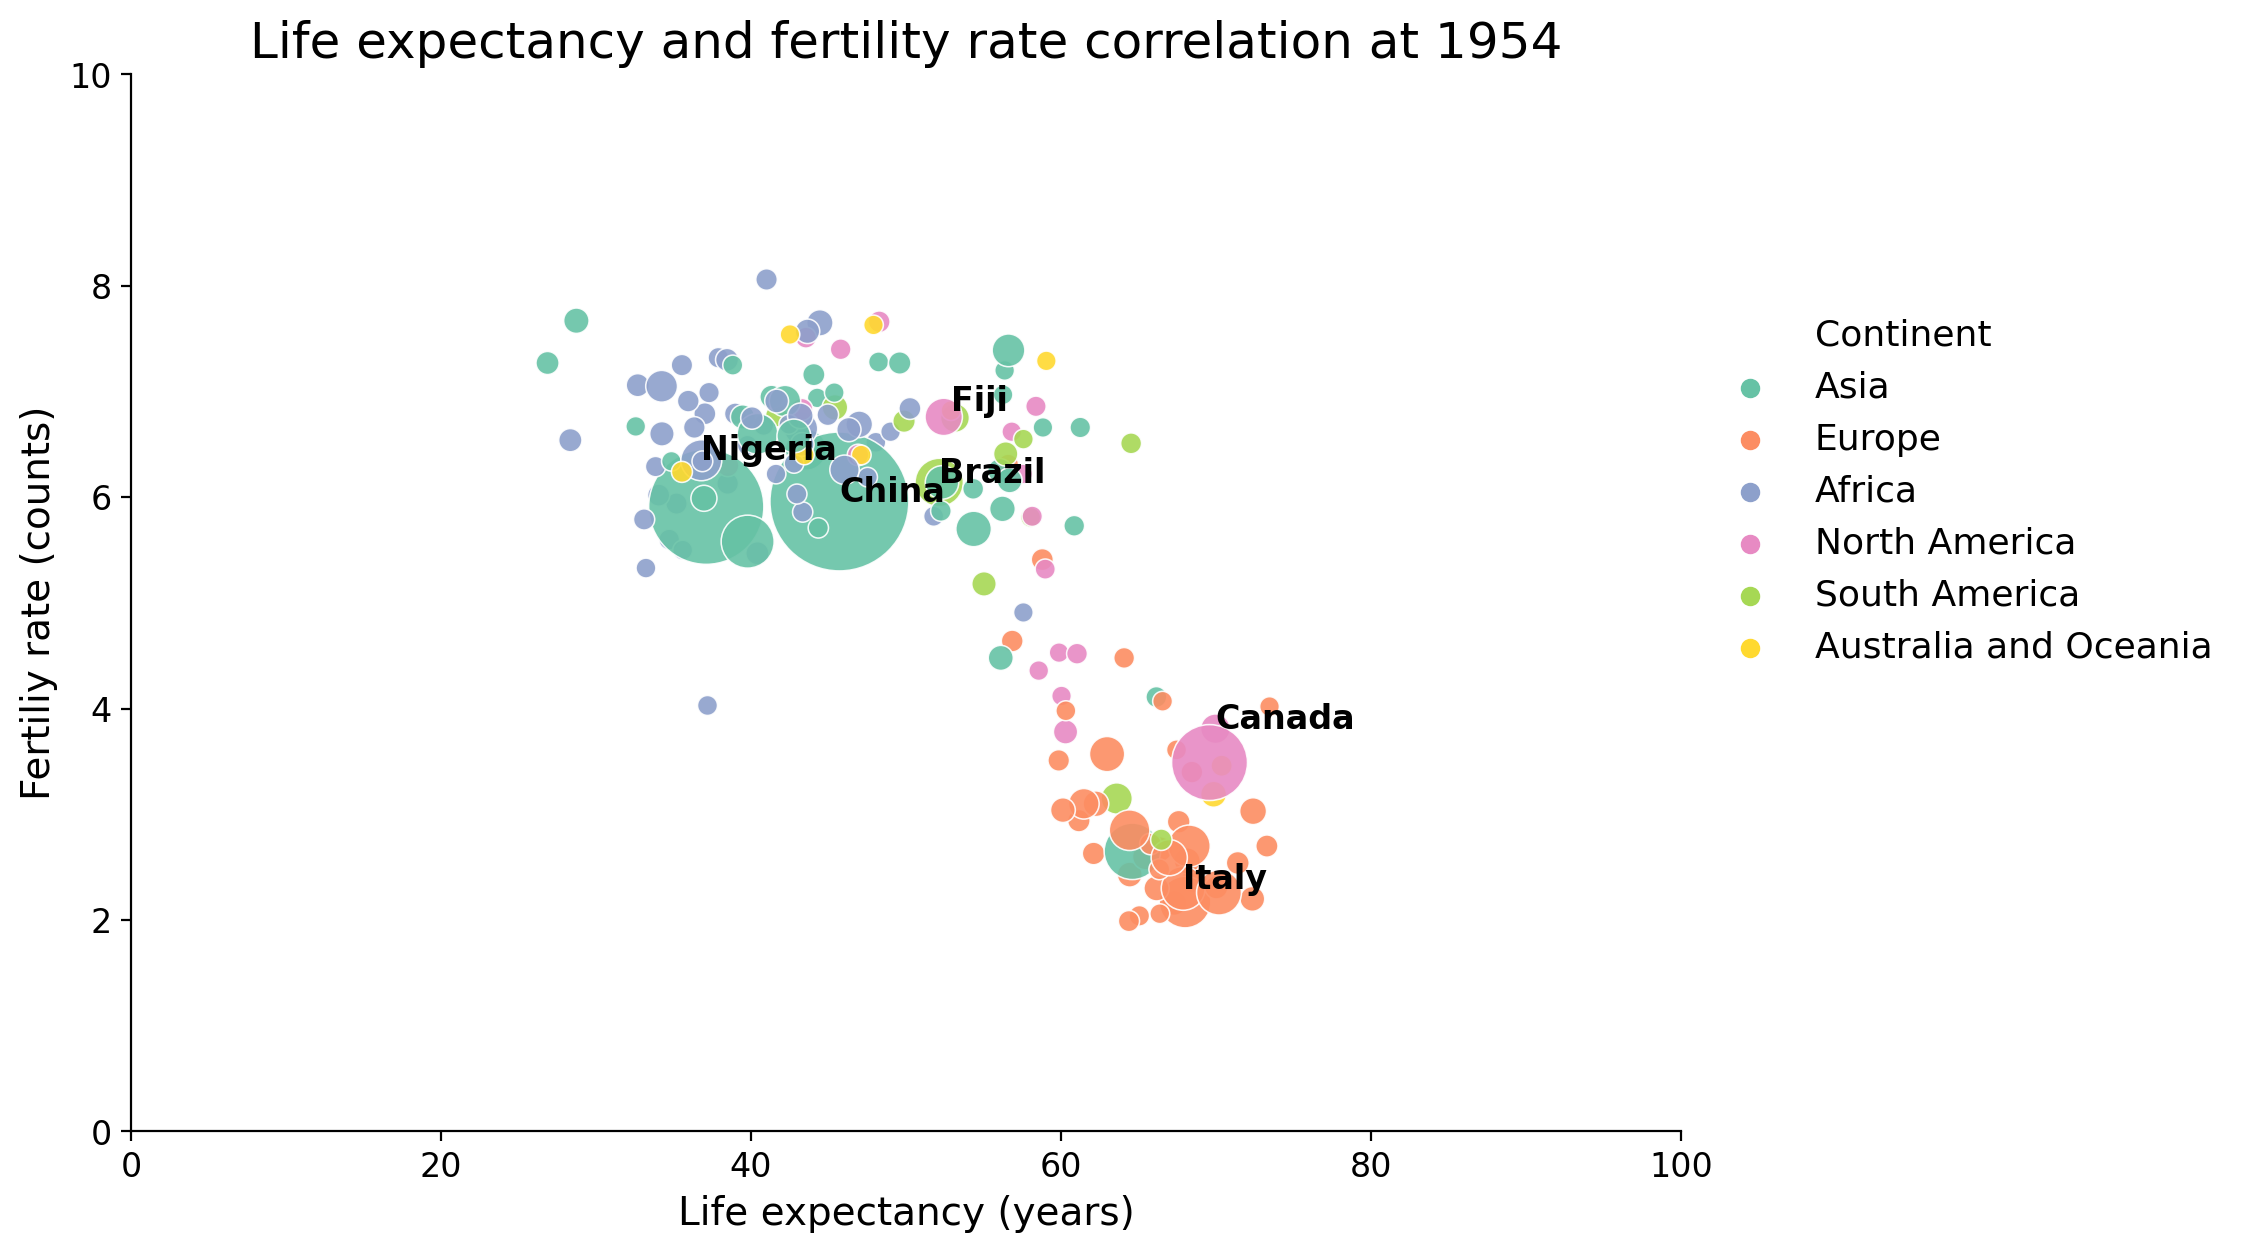 Life expectancy and fertility rate correlation at 1954
10
8
6
4
2
0
Fertiliy rate (counts)
0 20 40 60 80 100
Life expectancy (years)
Fiji
Nigeria
Brazil
China
Canada
Italy
Continent
Asia
Europe
Africa
North America
South America
Australia and Oceania